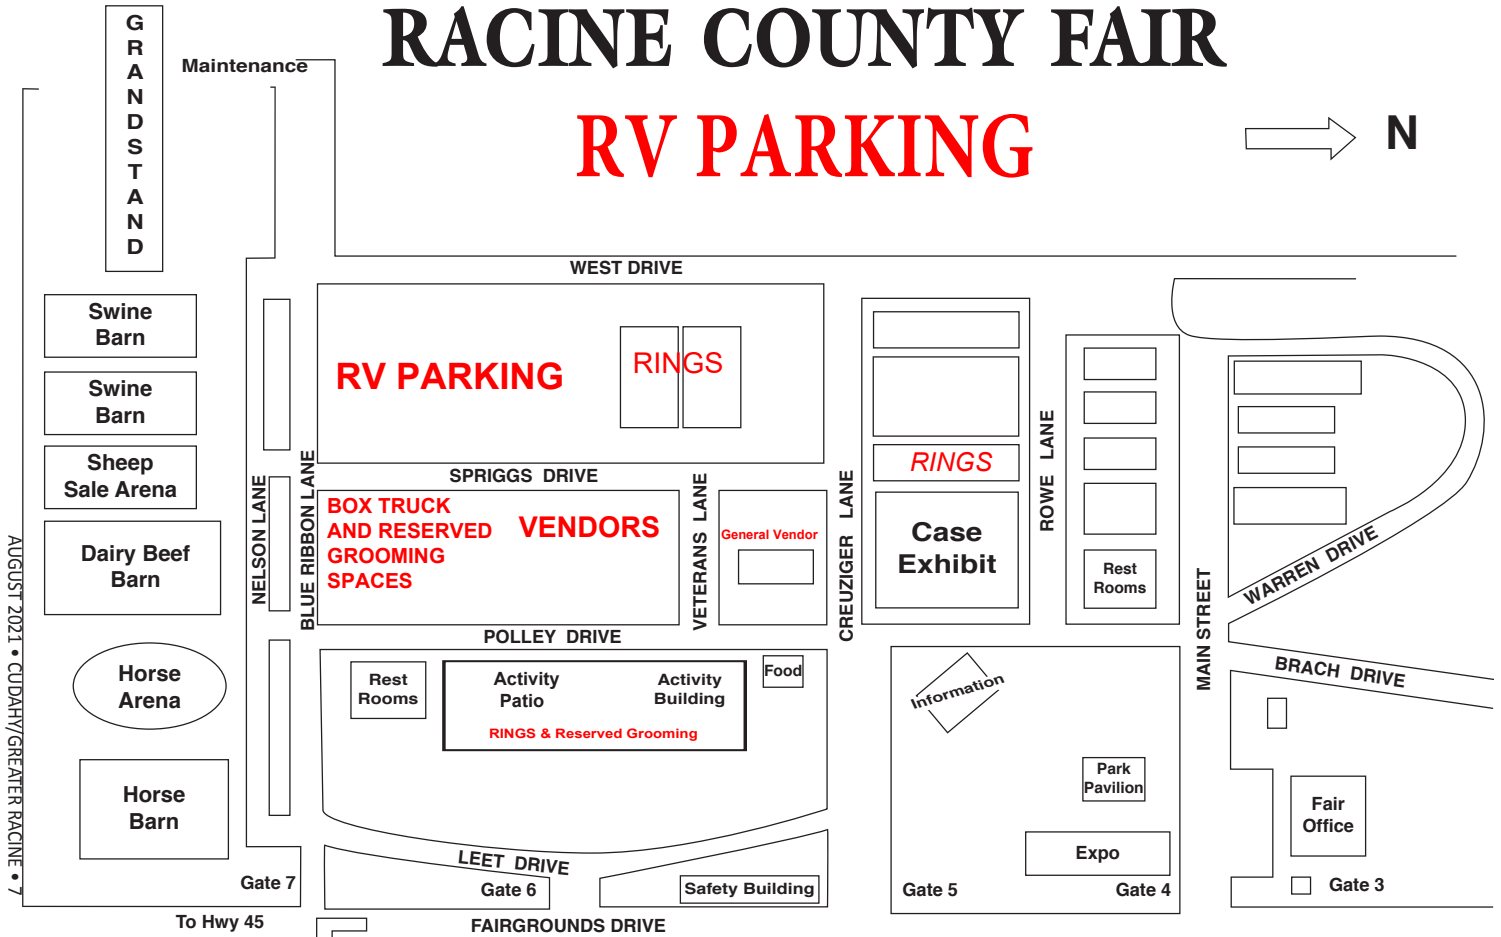 RACINE COUNTY FAIR
RV PARKING
N
GRANDSTAND
Maintenance
WEST DRIVE
Swine
Barn
Swine
Barn
Sheep
Sale Arena
Dairy Beef
Barn
Horse
Arena
Horse
Barn
NELSON LANE
BLUE RIBBON LANE
RV PARKING
RINGS
SPRIGGS DRIVE
BOX TRUCK
AND RESERVED
GROOMING
SPACES
VENDORS
VETERANS LANE
General Vendor
CREUZIGER LANE
RINGS
Case
Exhibit
ROWE LANE
Rest
Rooms
MAIN STREET
WARREN DRIVE
BRACH DRIVE
POLLEY DRIVE
Rest
Rooms
Activity
Patio
Activity
Building
RINGS & Reserved Grooming
Food
Information
Park
Pavilion
Expo
Fair
Office
LEET DRIVE
Gate 7
Gate 6
Safety Building
Gate 5
Gate 4
Gate 3
To Hwy 45
FAIRGROUNDS DRIVE
AUGUST 2021 • CUDAHY/GREATER RACINE • 7